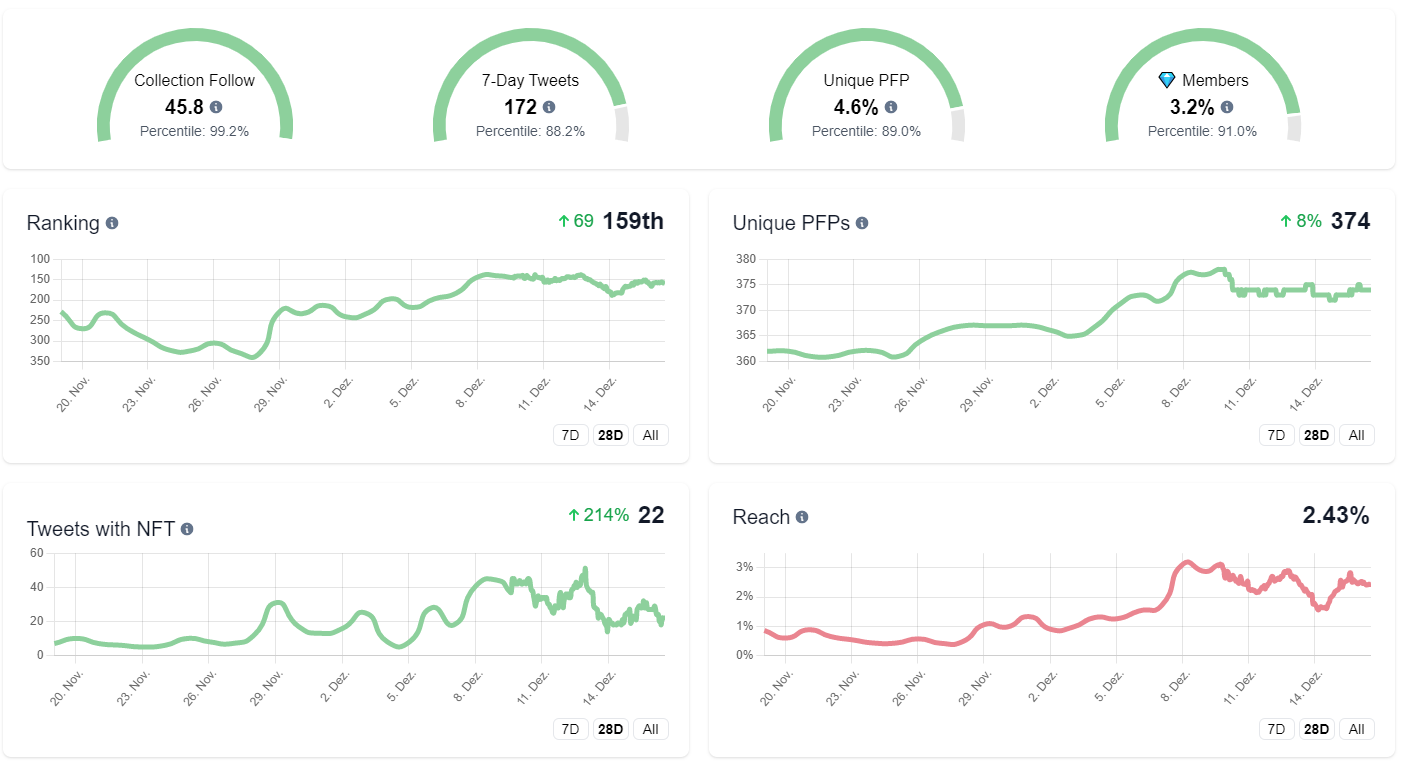 Collection Follow
45.8
Percentile: 99.2%
7-Day Tweets
172
Percentile: 88.2%
Unique PFP
4.6%
Percentile: 89.0%
Members
3.2%
Percentile: 91.0%
Ranking
69 159th
100
150
200
250
300
350
20. Nov.
23. Nov.
26. Nov.
29. Nov.
2. Dez.
5. Dez.
8. Dez.
11. Dez.
14. Dez.
7D 28D All
Unique PFPs
8% 374
380
375
370
365
360
20. Nov.
23. Nov.
26. Nov.
29. Nov.
2. Dez.
5. Dez.
8. Dez.
11. Dez.
14. Dez.
7D 28D All
Tweets with NFT
214% 22
60
40
20
0
20. Nov.
23. Nov.
26. Nov.
29. Nov.
2. Dez.
5. Dez.
8. Dez.
11. Dez.
14. Dez.
7D 28D All
Reach
2.43%
3%
2%
1%
0%
20. Nov.
23. Nov.
26. Nov.
29. Nov.
2. Dez.
5. Dez.
8. Dez.
11. Dez.
14. Dez.
7D 28D All